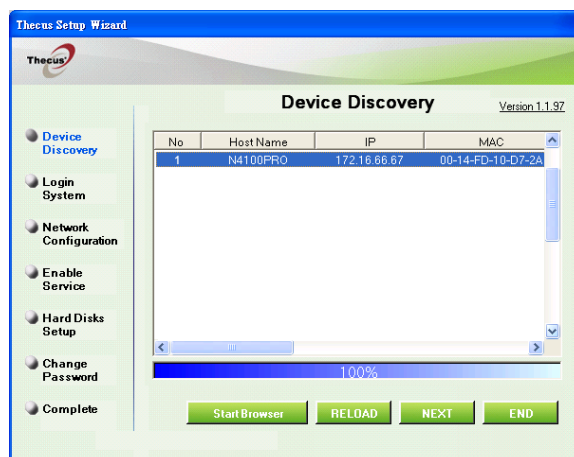 Thecus Setup Wizard
Thecus
Device Discovery
Version 1.1.97
Device
Discovery
Login
System
Network
Configuration
Enable
Service
Hard Disks
Setup
Change
Password
Complete
No Host Name IP MAC
1 N4100PRO 172.16.66.67 00-14-FD-10-D7-2A
100%
Start Browser RELOAD NEXT END